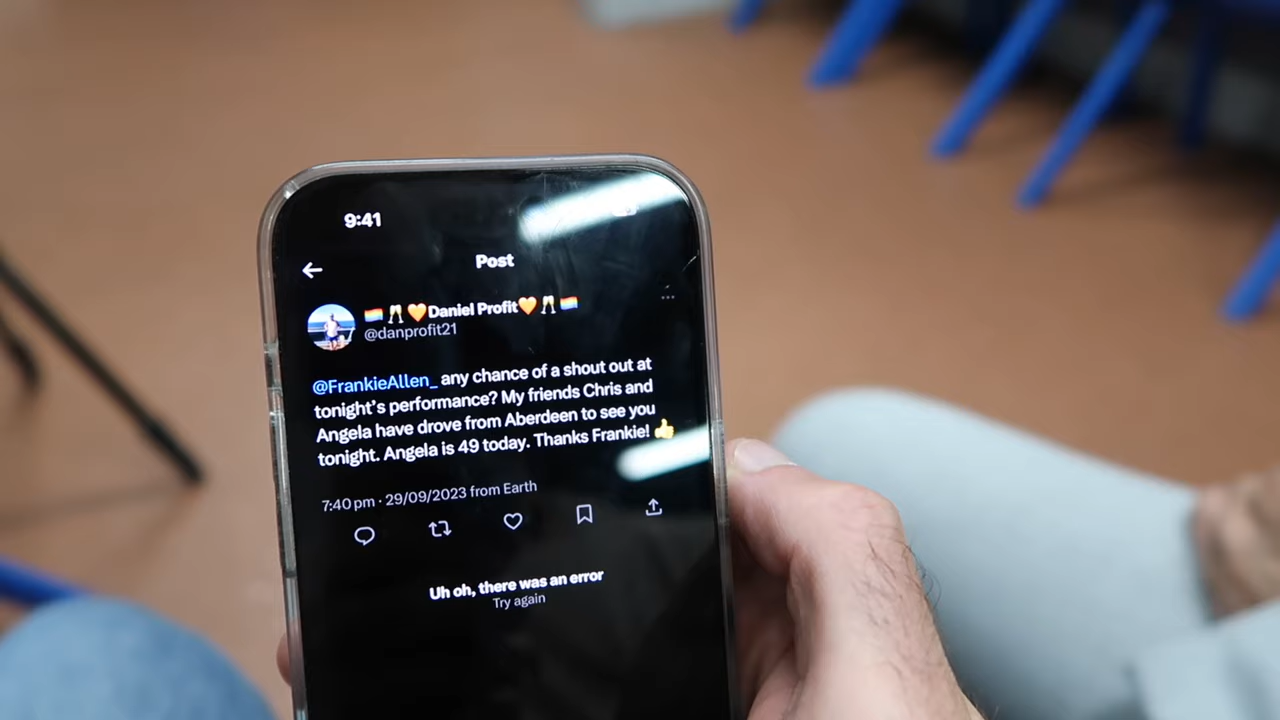 9:41
Post
🏳️‍🌈🥂🧡Daniel Profit🧡🥂🏳️‍🌈
@danprofit21
@FrankieAllen_ any chance of a shout out at
tonight's performance? My friends Chris and
Angela have drove from Aberdeen to see you
tonight. Angela is 49 today. Thanks Frankie! 👍
7:40 pm · 29/09/2023 from Earth
Uh oh, there was an error
Try again